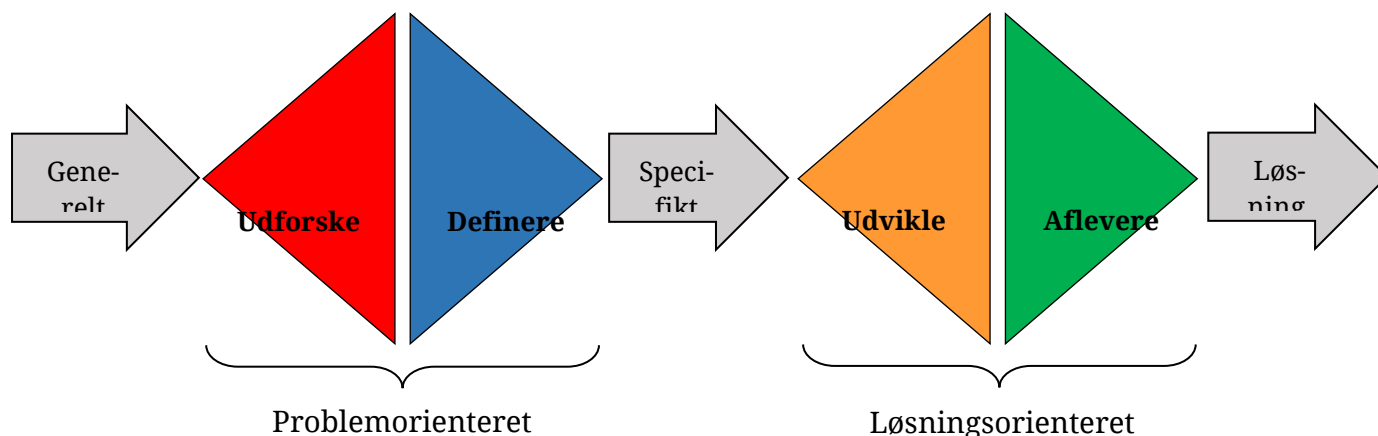 Gene-
relt
Udforske
Definere
Speci-
fikt
Udvikle
Aflevere
Løs-
ning
Problemorienteret
Løsningsorienteret